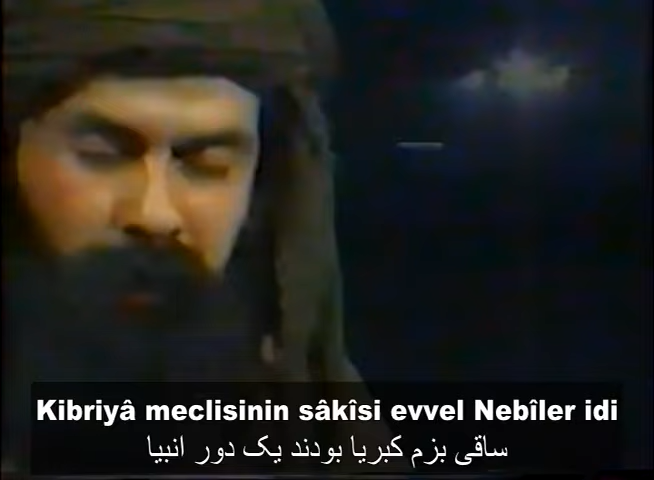 Kibriyâ meclisinin sâkîsi evvel Nebîler idi
ساقی بزم کبریا بودند یک دور انبیا